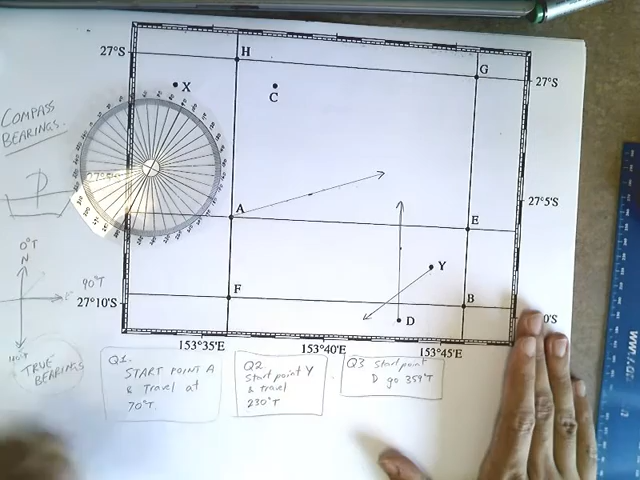 27°S
H
G
27°S
X
C
COMPASS
BEARINGS.
A
27°5'S
E
0°T
N
Y
90°T
F
27°10'S
B
D
0'S
153°35'E
153°40'E
153°45'E
TRUE
BEARINGS
Q1.
START POINT A
& Travel at
70°T.
Q2
Start point Y
& travel
230°T
Q3 Start point
D go 359°T